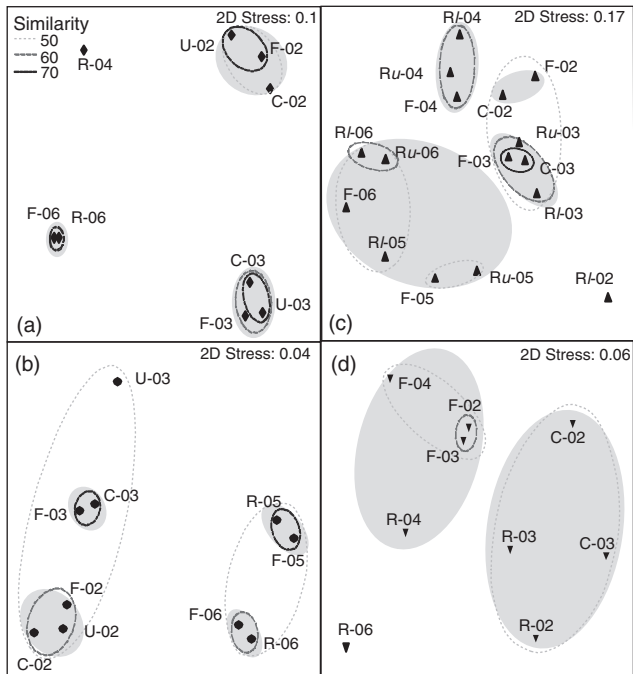 Similarity
50
60
70
2D Stress: 0.1
R-04
U-02
F-02
C-02
F-06
R-06
C-03
U-03
F-03
(a)
2D Stress: 0.17
Rl-04
Ru-04
F-04
F-02
C-02
Rl-06
Ru-06
Ru-03
F-03
C-03
Rl-03
F-06
Rl-05
F-05
Ru-05
Rl-02
(c)
(b)
2D Stress: 0.04
U-03
C-03
F-03
R-05
F-05
F-02
U-02
C-02
F-06
R-06
(d)
2D Stress: 0.06
F-04
F-02
F-03
C-02
R-04
R-03
C-03
R-02
R-06